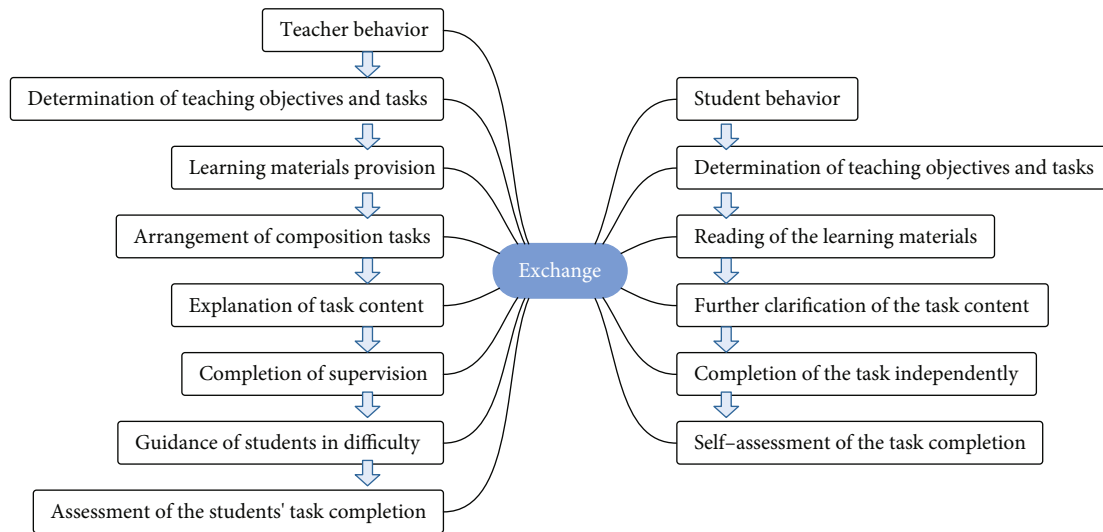 Teacher behavior
Determination of teaching objectives and tasks
Learning materials provision
Arrangement of composition tasks
Explanation of task content
Completion of supervision
Guidance of students in difficulty
Assessment of the students' task completion
Exchange
Student behavior
Determination of teaching objectives and tasks
Reading of the learning materials
Further clarification of the task content
Completion of the task independently
Self–assessment of the task completion